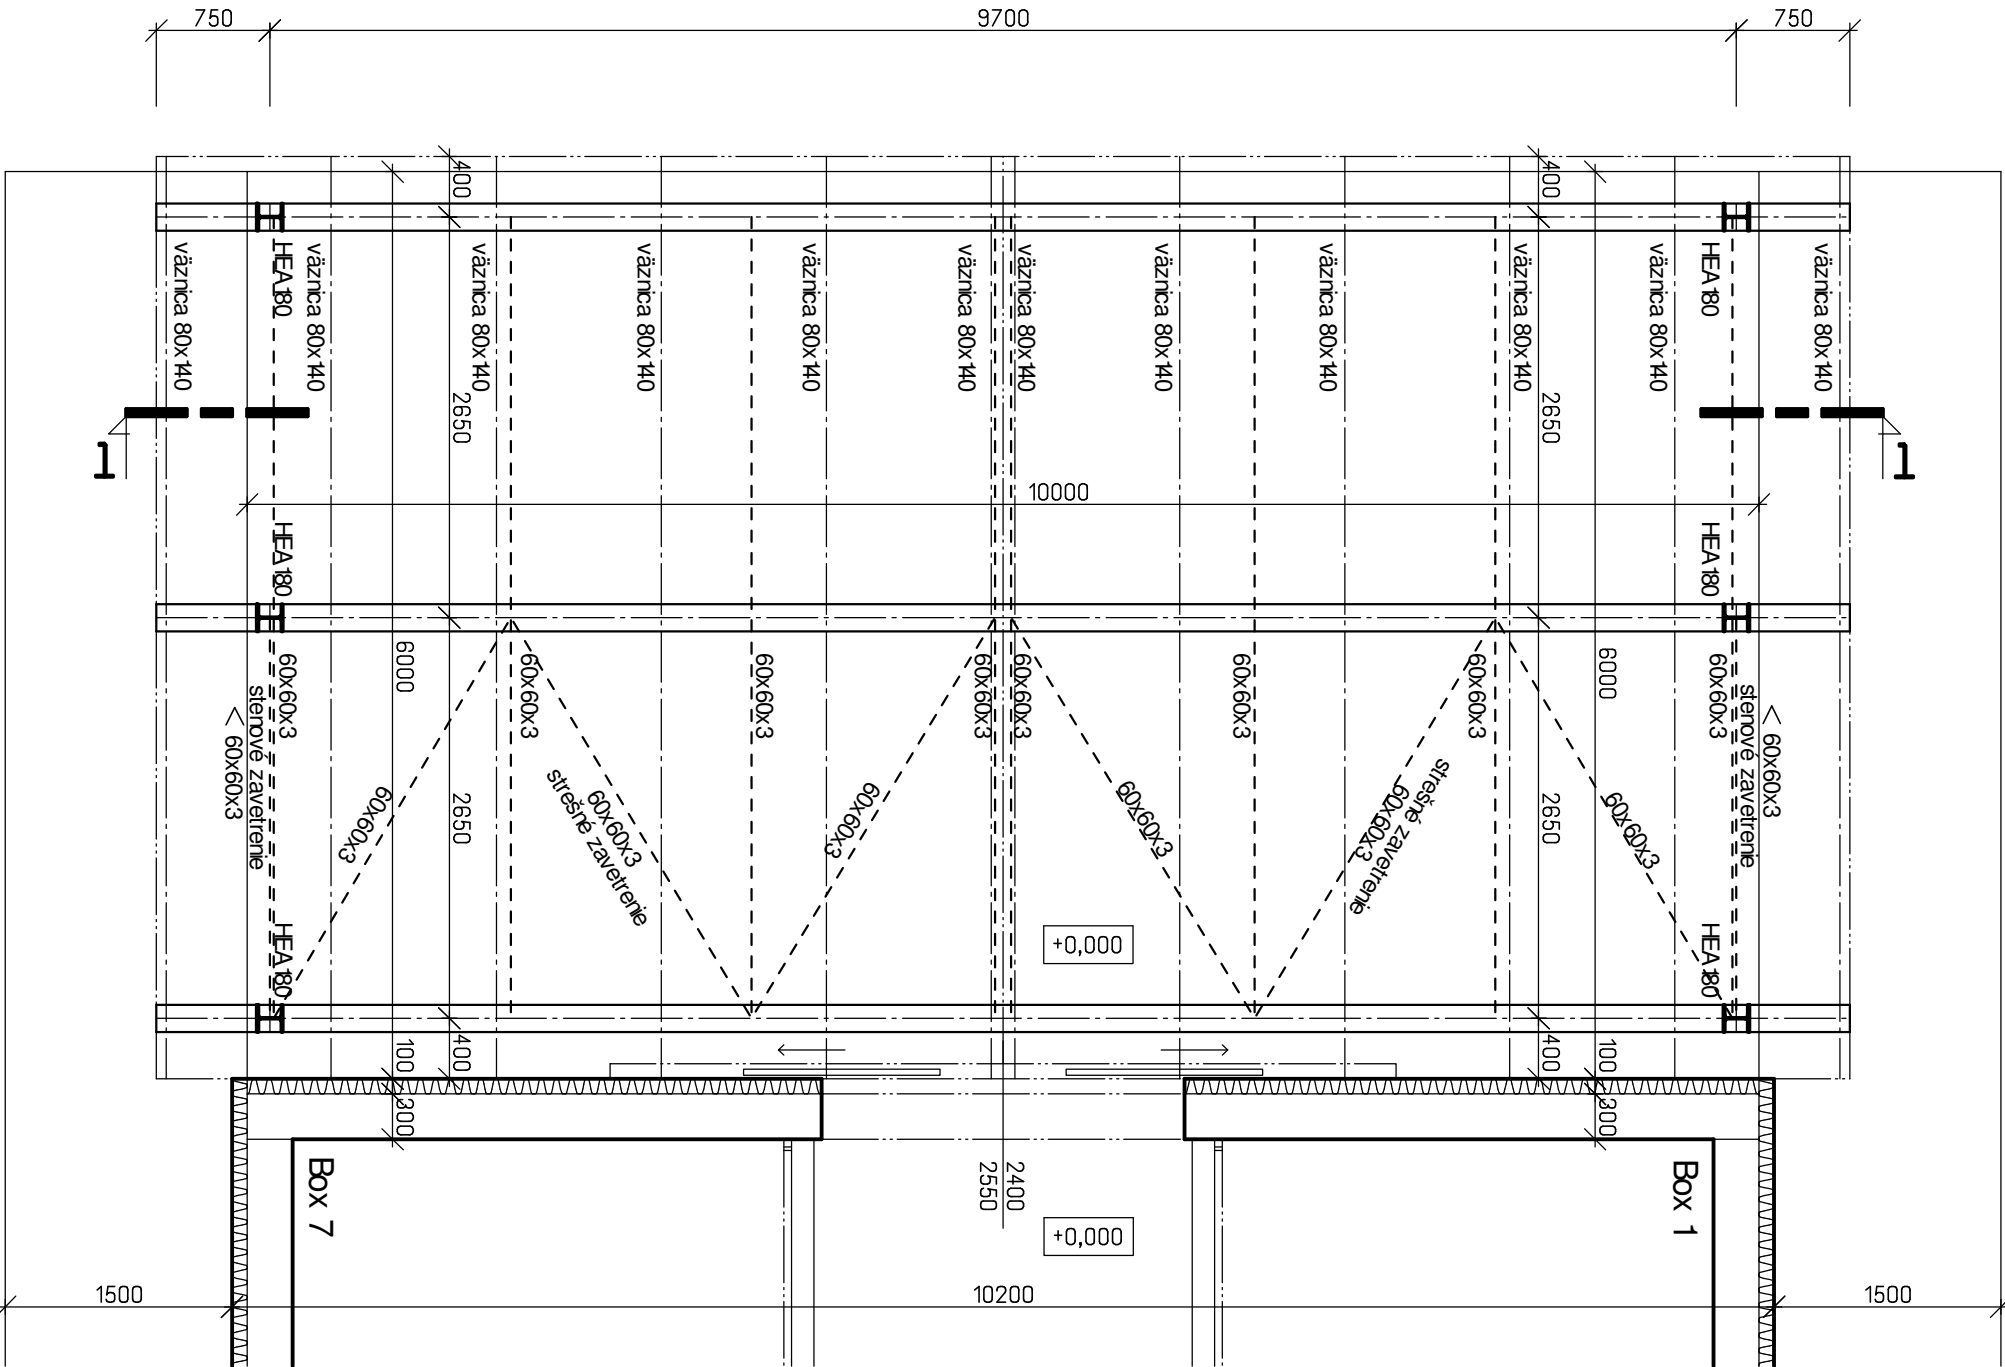 750
9700
750
400
400
väznica 80x140
HEA 180
väznica 80x140
väznica 80x140
väznica 80x140
väznica 80x140
väznica 80x140
väznica 80x140
väznica 80x140
väznica 80x140
väznica 80x140
väznica 80x140
HEA 180
väznica 80x140
2650
2650
1
1
10000
HEA 180
HEA 180
6000
6000
60x60x3
60x60x3
60x60x3
60x60x3
60x60x3
60x60x3
60x60x3
60x60x3
stenové zavetrenie
< 60x60x3
< 60x60x3
stenové zavetrenie
60x60x3
60x60x3
strešné zavetrenie
60x60x3
60x60x3
strešné zavetrenie
60x60x3
60x60x3
2650
2650
HEA 180
HEA 180
+0,000
100
400
400
100
300
300
Box 7
2400
2550
Box 1
+0,000
1500
10200
1500